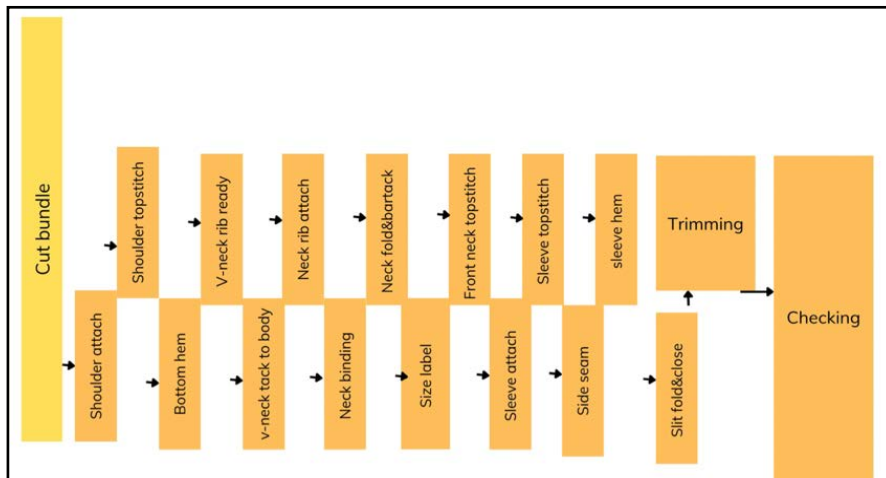 Cut bundle
Shoulder attach
Shoulder topstitch
Bottom hem
V-neck rib ready
v-neck tack to body
Neck rib attach
Neck binding
Neck fold&bartack
Size label
Front neck topstitch
Sleeve attach
Sleeve topstitch
Side seam
sleeve hem
Slit fold&close
Trimming
Checking